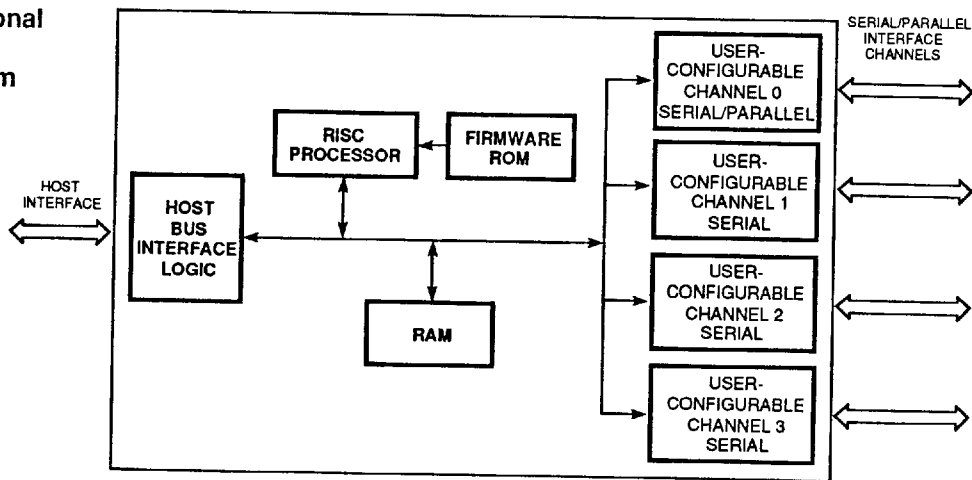 onal
m
SERIAL/PARALLEL
INTERFACE
CHANNELS
USER-
CONFIGURABLE
CHANNEL 0
SERIAL/PARALLEL
RISC
PROCESSOR
FIRMWARE
ROM
USER-
CONFIGURABLE
CHANNEL 1
SERIAL
HOST
INTERFACE
HOST
BUS
INTERFACE
LOGIC
USER-
CONFIGURABLE
CHANNEL 2
SERIAL
RAM
USER-
CONFIGURABLE
CHANNEL 3
SERIAL